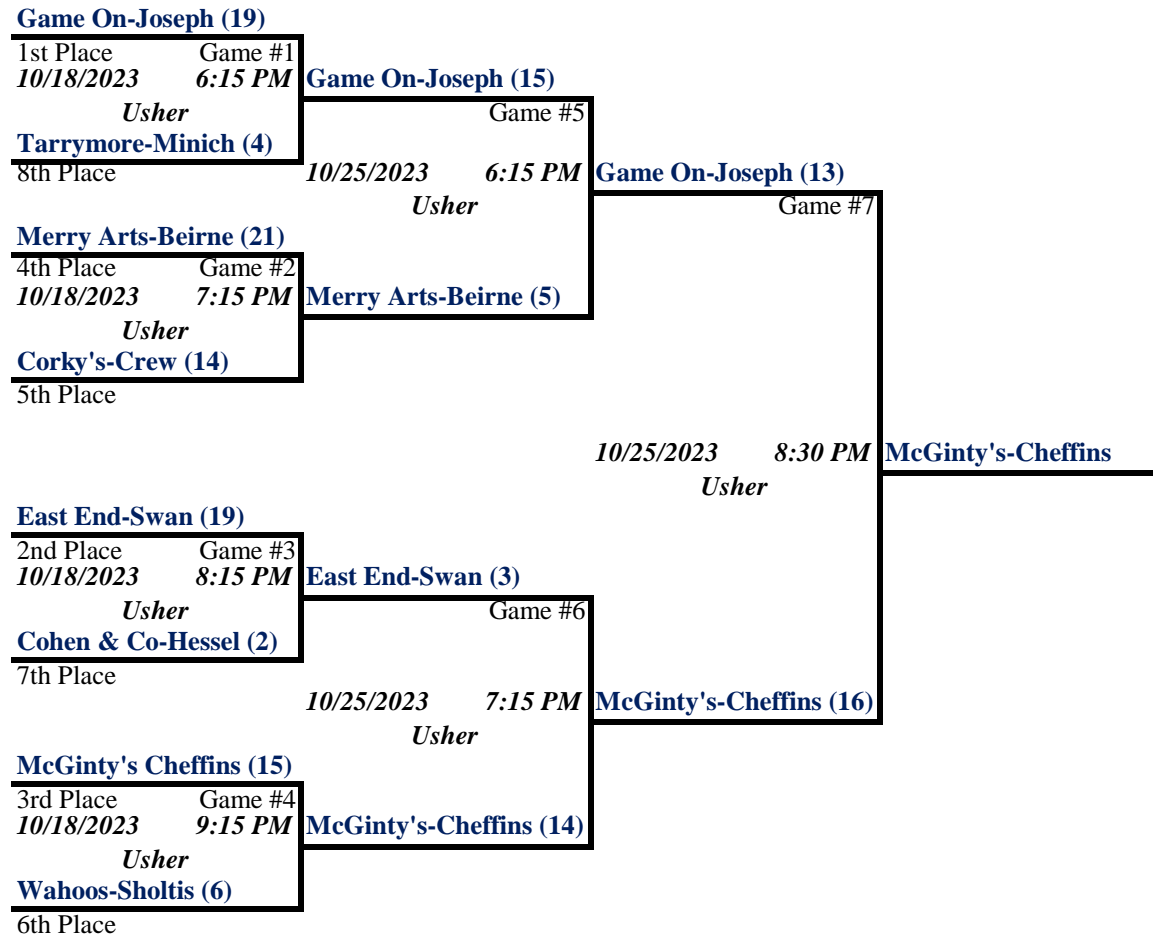 Game On-Joseph (19)
1st Place Game #1
10/18/2023 6:15 PM Game On-Joseph (15)
Usher Game #5
Tarrymore-Minich (4)
8th Place 10/25/2023 6:15 PM Game On-Joseph (13)
Usher Game #7
Merry Arts-Beirne (21)
4th Place Game #2
10/18/2023 7:15 PM Merry Arts-Beirne (5)
Usher
Corky's-Crew (14)
5th Place
10/25/2023 8:30 PM McGinty's-Cheffins
Usher
East End-Swan (19)
2nd Place Game #3
10/18/2023 8:15 PM East End-Swan (3)
Usher Game #6
Cohen & Co-Hessel (2)
7th Place
10/25/2023 7:15 PM McGinty's-Cheffins (16)
Usher
McGinty's Cheffins (15)
3rd Place Game #4
10/18/2023 9:15 PM McGinty's-Cheffins (14)
Usher
Wahoos-Sholtis (6)
6th Place